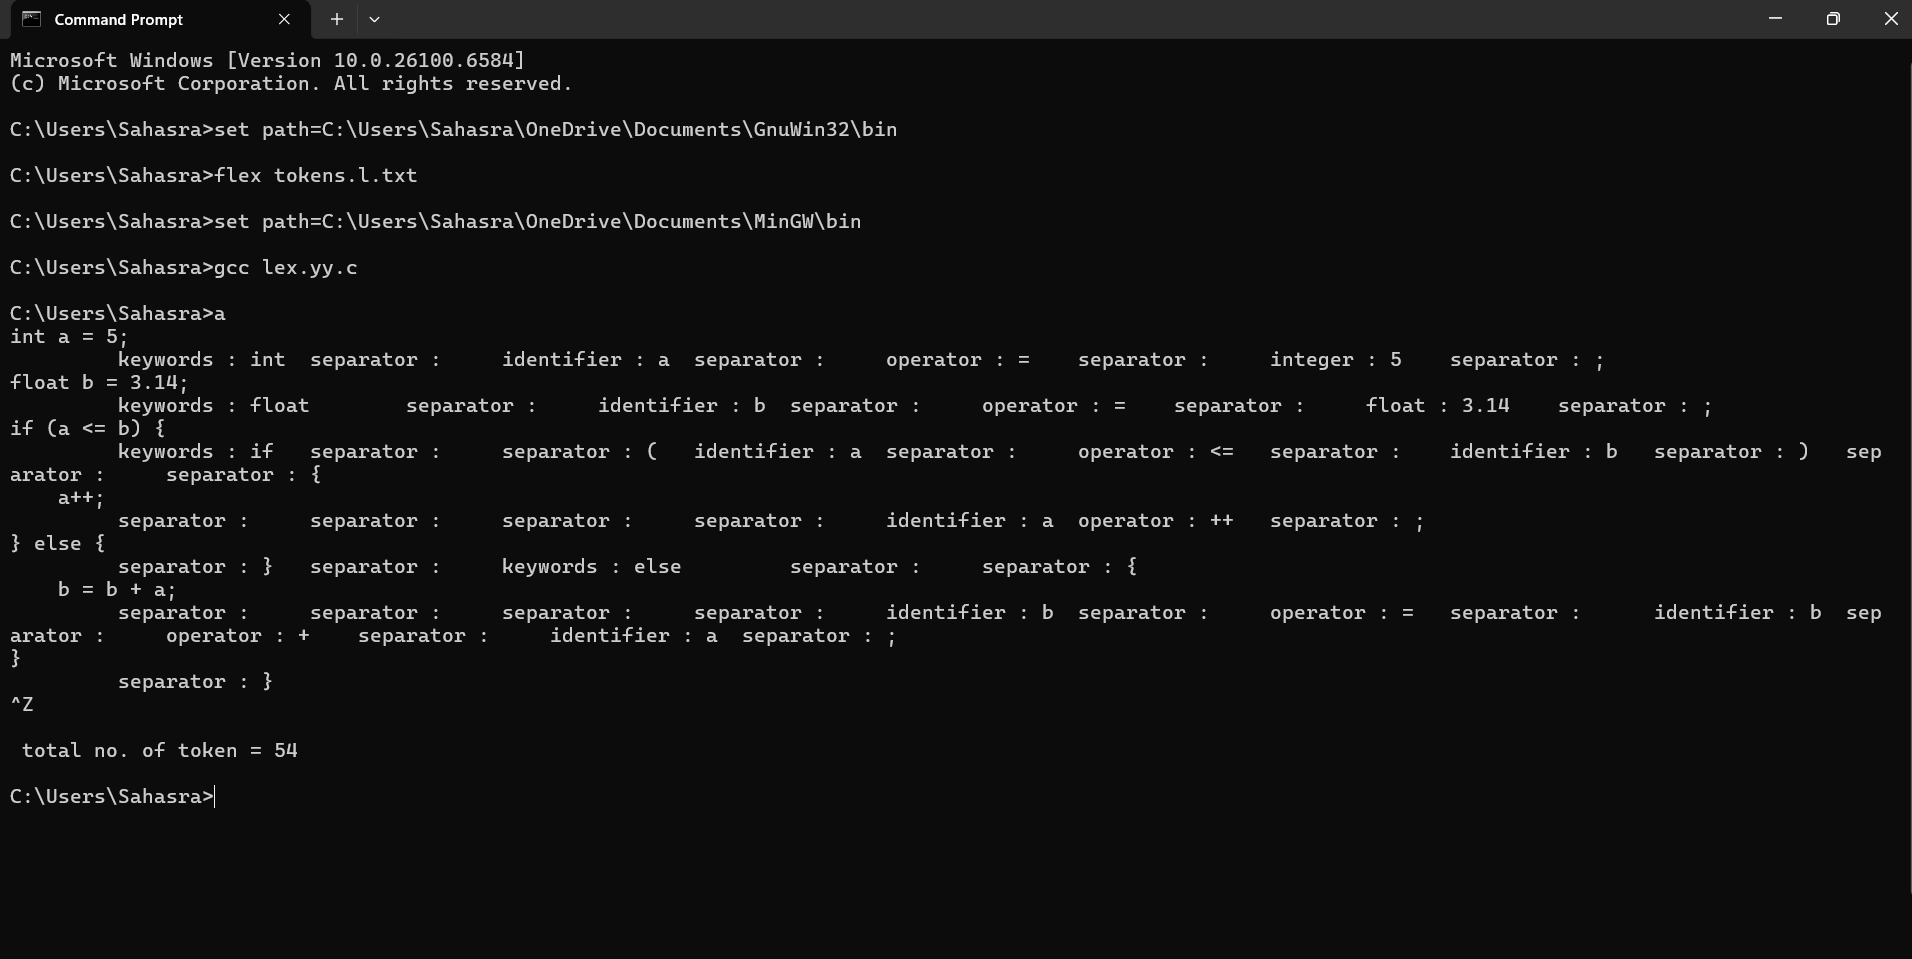 Command Prompt
Microsoft Windows [Version 10.0.26100.6584]
(c) Microsoft Corporation. All rights reserved.
C:\Users\Sahasra>set path=C:\Users\Sahasra\OneDrive\Documents\GnuWin32\bin
C:\Users\Sahasra>flex tokens.l.txt
C:\Users\Sahasra>set path=C:\Users\Sahasra\OneDrive\Documents\MinGW\bin
C:\Users\Sahasra>gcc lex.yy.c
C:\Users\Sahasra>a
int a = 5;
         keywords : int  separator :     identifier : a  separator :     operator : =    separator :     integer : 5    separator : ;
float b = 3.14;
         keywords : float        separator :     identifier : b  separator :     operator : =    separator :     float : 3.14    separator : ;
if (a <= b) {
         keywords : if   separator :     separator : (   identifier : a  separator :     operator : <=   separator :    identifier : b   separator : )   sep
arator :     separator : {
    a++;
         separator :     separator :     separator :     separator :     identifier : a  operator : ++   separator : ;
} else {
         separator : }   separator :     keywords : else         separator :     separator : {
    b = b + a;
         separator :     separator :     separator :     separator :     identifier : b  separator :     operator : =   separator :      identifier : b  sep
arator :     operator : +    separator :     identifier : a  separator : ;
}
         separator : }
^Z
 total no. of token = 54
C:\Users\Sahasra>